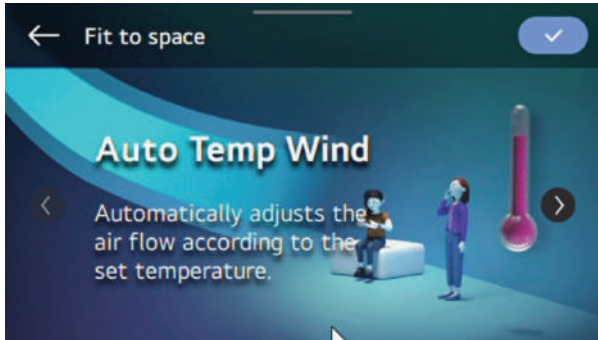 Fit to space
Auto Temp Wind
Automatically adjusts the
air flow according to the
set temperature.